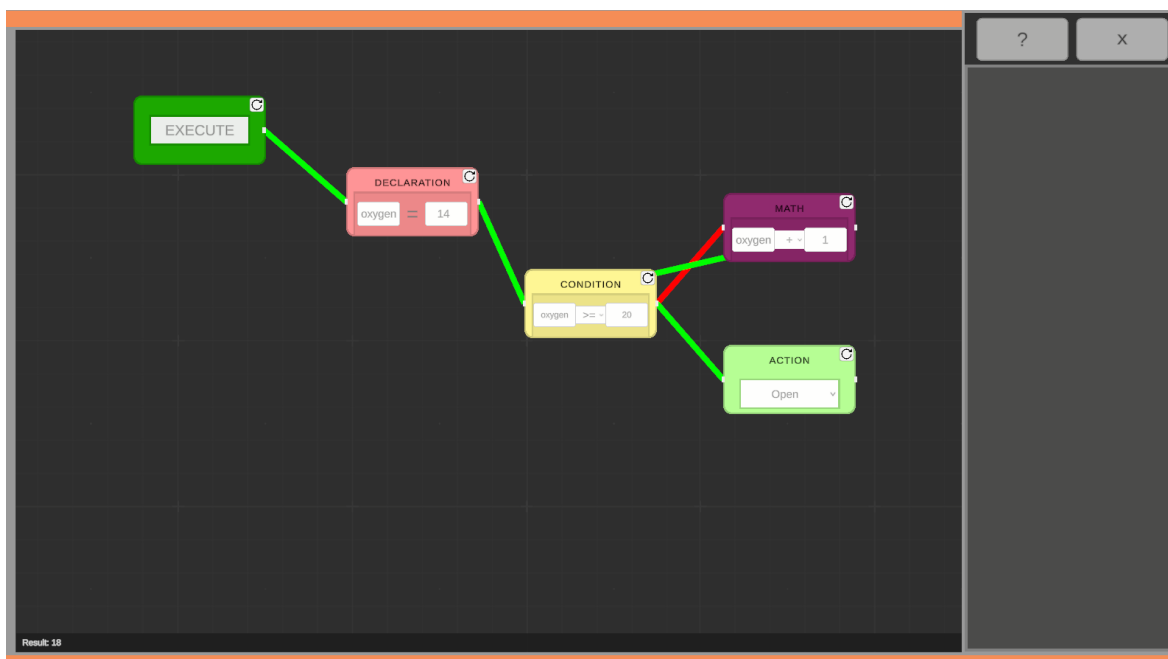 ? X
EXECUTE
DECLARATION
oxygen = 14
MATH
oxygen + 1
CONDITION
oxygen >= 20
ACTION
Open
Result: 18